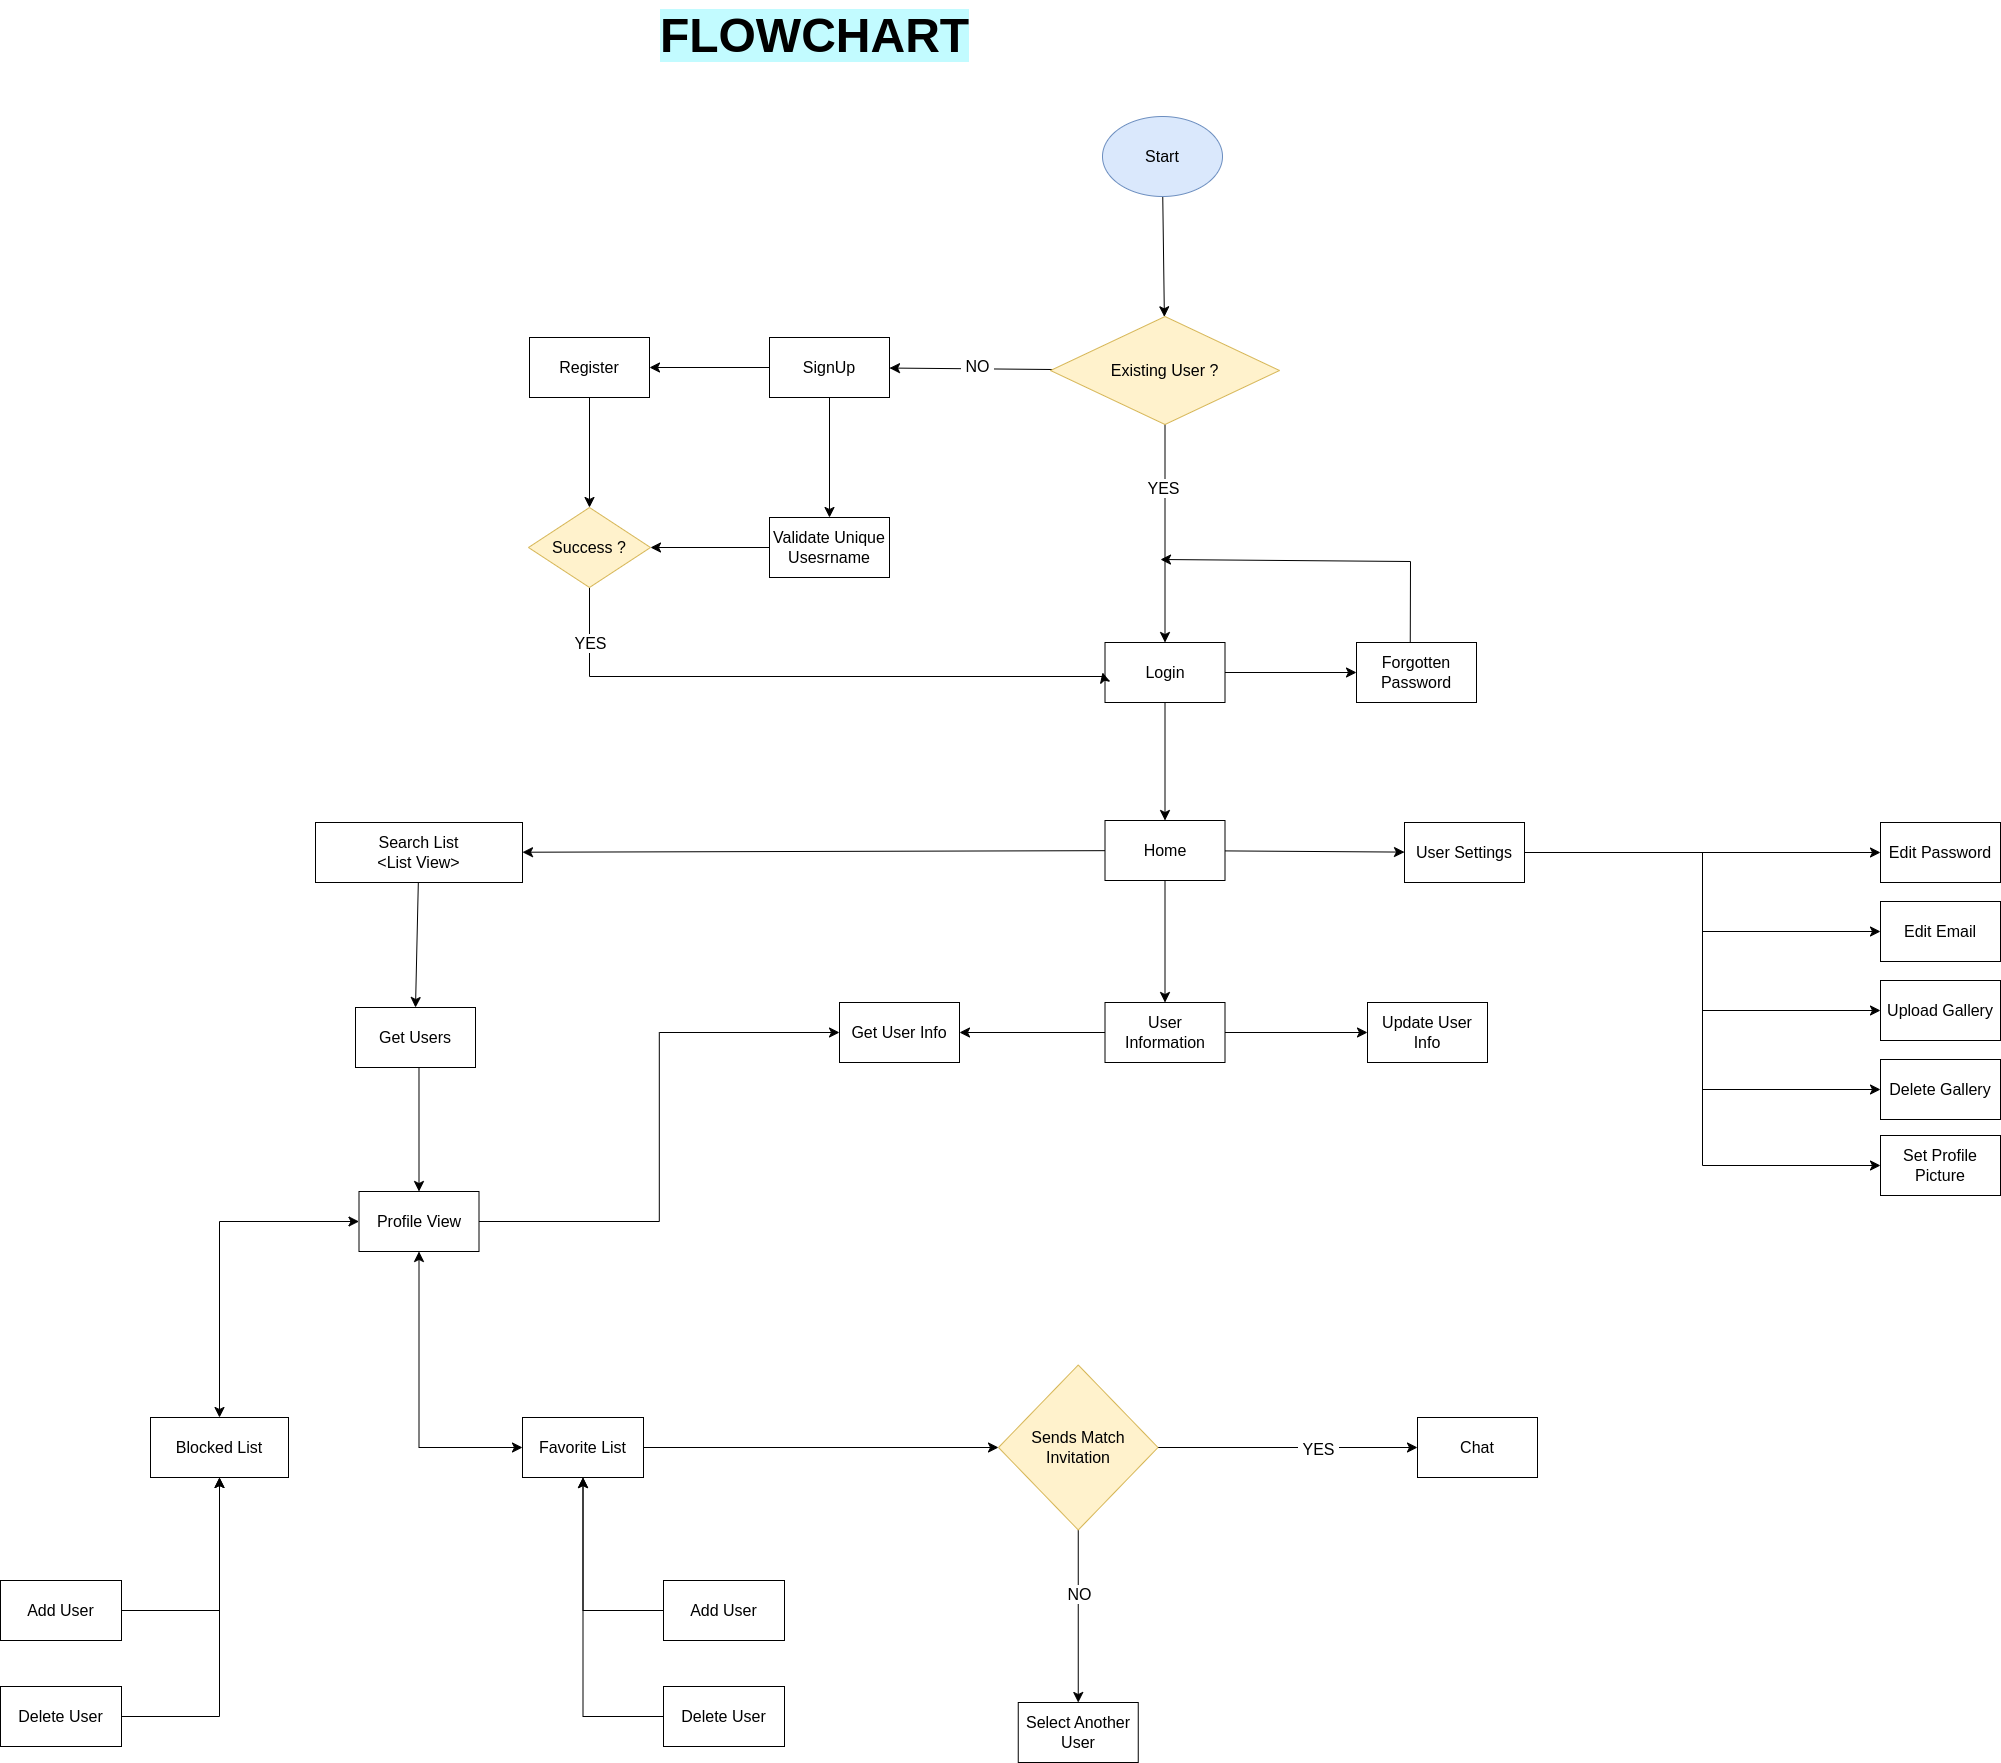 FLOWCHART
Start
Existing User ?
NO
SignUp
Register
YES
Validate Unique
Usesrname
Success ?
YES
Login
Forgotten
Password
Home
Search List
<List View>
User Settings
Edit Password
Edit Email
Upload Gallery
Delete Gallery
Set Profile
Picture
Get Users
Get User Info
User
Information
Update User
Info
Profile View
Blocked List
Favorite List
Sends Match
Invitation
YES
Chat
NO
Add User
Add User
Delete User
Delete User
Select Another
User